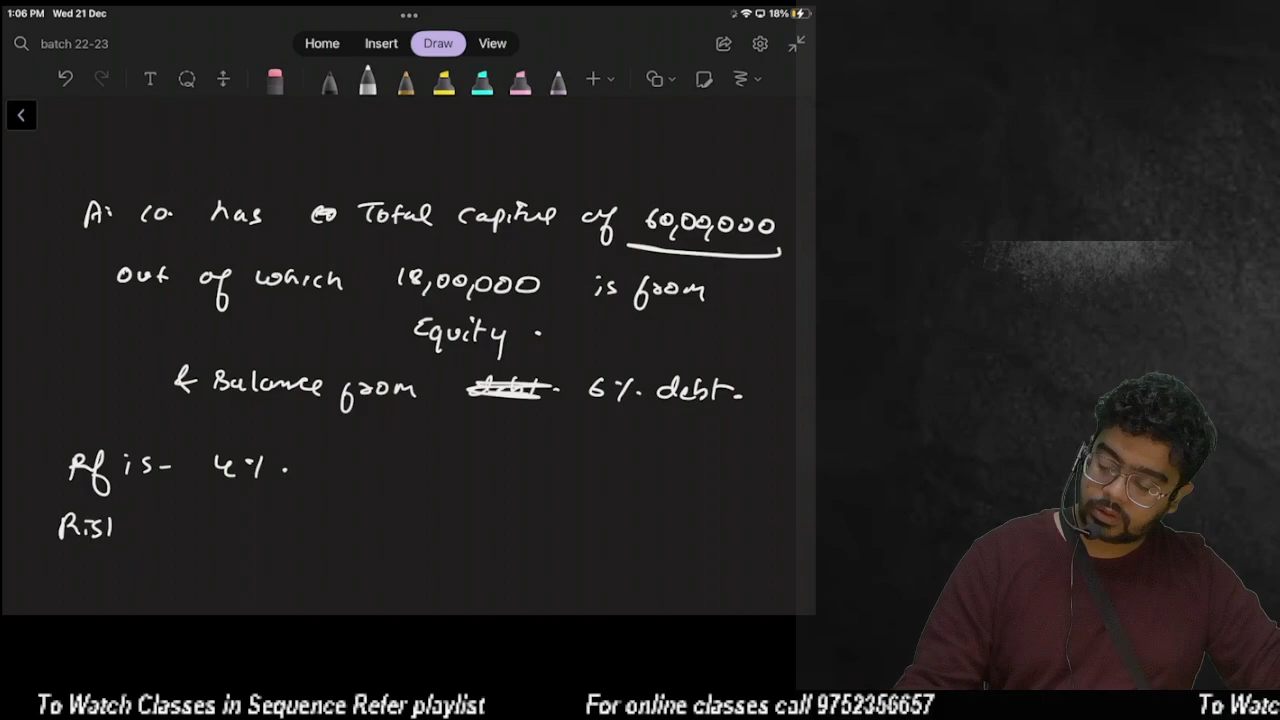 1:06 PM Wed 21 Dec
18%
batch 22-23
Home Insert Draw View
A: co. has Total capital of 60,00,000
out of which 18,00,000 is from
Equity .
& Balance from debt. 6% debt.
Rf is - 4% .
Risl
To Watch Classes in Sequence Refer playlist For online classes call 9752356657 To Watc